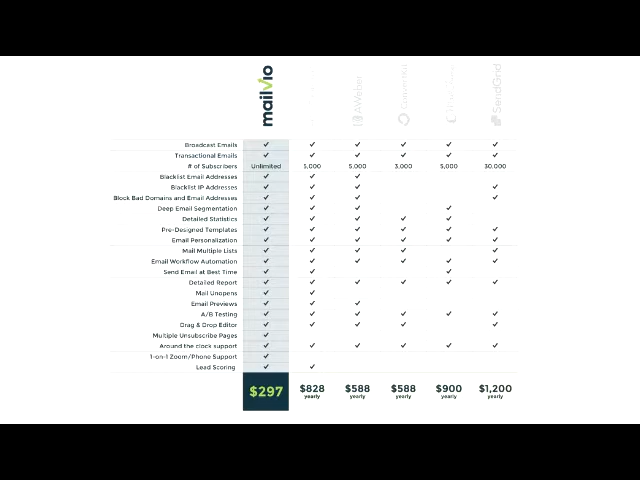 mailvio AWeber SendGrid
Broadcast Emails ✓ ✓ ✓ ✓ ✓ ✓
Transactional Emails ✓ ✓ ✓ ✓ ✓ ✓
# of Subscribers Unlimited 5,000 5,000 3,000 5,000 30,000
Blacklist Email Addresses ✓ ✓ ✓
Blacklist IP Addresses ✓ ✓ ✓ ✓
Block Bad Domains and Email Addresses ✓ ✓ ✓ ✓
Deep Email Segmentation ✓ ✓ ✓ ✓
Detailed Statistics ✓ ✓ ✓ ✓ ✓
Pre-Designed Templates ✓ ✓ ✓ ✓ ✓ ✓
Email Personalization ✓ ✓ ✓ ✓ ✓ ✓
Mail Multiple Lists ✓ ✓ ✓ ✓ ✓
Email Workflow Automation ✓ ✓ ✓ ✓ ✓ ✓
Send Email at Best Time ✓ ✓ ✓
Detailed Report ✓ ✓ ✓ ✓ ✓ ✓
Mail Unopens ✓ ✓
Email Previews ✓ ✓ ✓
A/B Testing ✓ ✓ ✓ ✓ ✓ ✓
Drag & Drop Editor ✓ ✓ ✓ ✓ ✓
Multiple Unsubscribe Pages ✓
Around the clock support ✓ ✓ ✓ ✓ ✓ ✓
1-on-1 Zoom/Phone Support ✓
Lead Scoring ✓ ✓
$297 $828 $588 $588 $900 $1,200
yearly yearly yearly yearly yearly